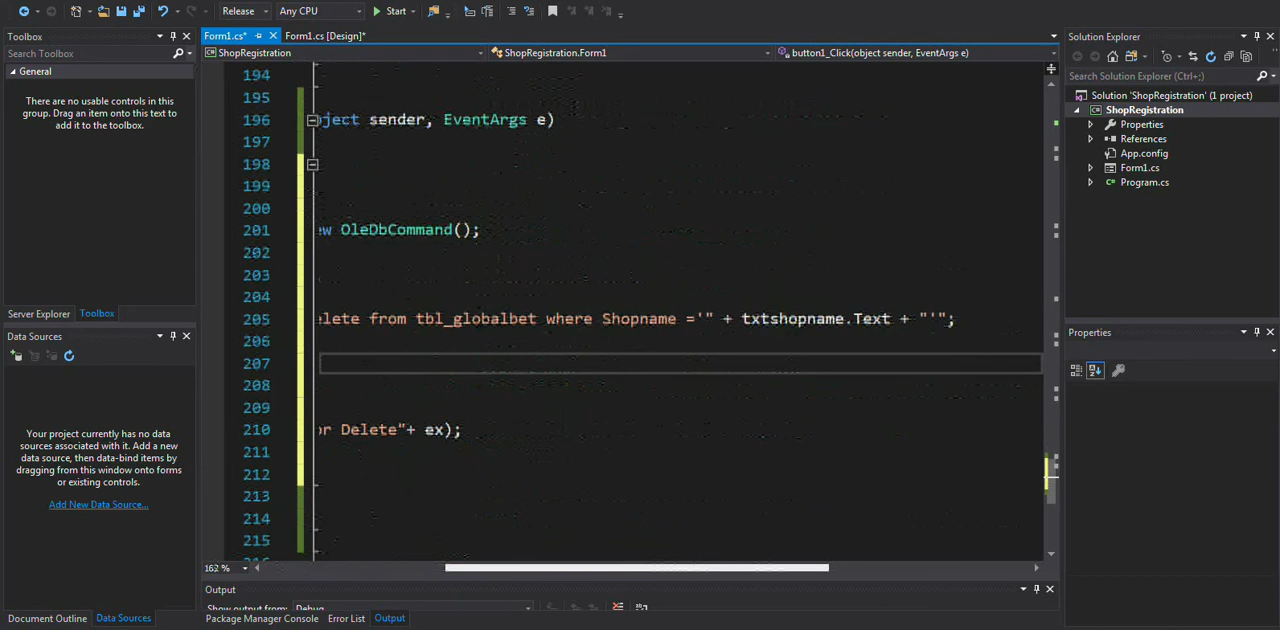 Release
Any CPU
Start
Toolbox
Search Toolbox
General
There are no usable controls in this
group. Drag an item onto this text to
add it to the toolbox.
Server Explorer
Toolbox
Data Sources
Your project currently has no data
sources associated with it. Add a new
data source, then data-bind items by
dragging from this window onto forms
or existing controls.
Add New Data Source...
Document Outline
Data Sources
Form1.cs*
Form1.cs [Design]*
ShopRegistration
ShopRegistration.Form1
button1_Click(object sender, EventArgs e)
194
195
196 ject sender, EventArgs e)
197
198
199
200
201 ew OleDbCommand();
202
203
204
205 lete from tbl_globalbet where Shopname ='" + txtshopname.Text + "'";
206
207
208
209
210 or Delete"+ ex);
211
212
213
214
215
162 %
Output
Show output from: Debug
Package Manager Console
Error List
Output
Solution Explorer
Search Solution Explorer (Ctrl+;)
Solution 'ShopRegistration' (1 project)
ShopRegistration
Properties
References
App.config
Form1.cs
Program.cs
Properties